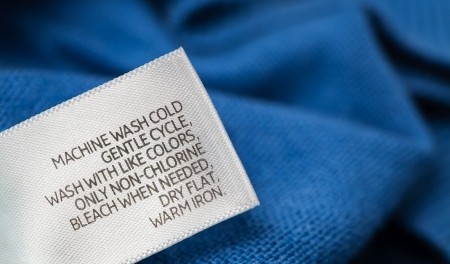 MACHINE WASH COLD
GENTLE CYCLE,
WASH WITH LIKE COLORS,
ONLY NON-CHLORINE
BLEACH WHEN NEEDED,
DRY FLAT,
WARM IRON.